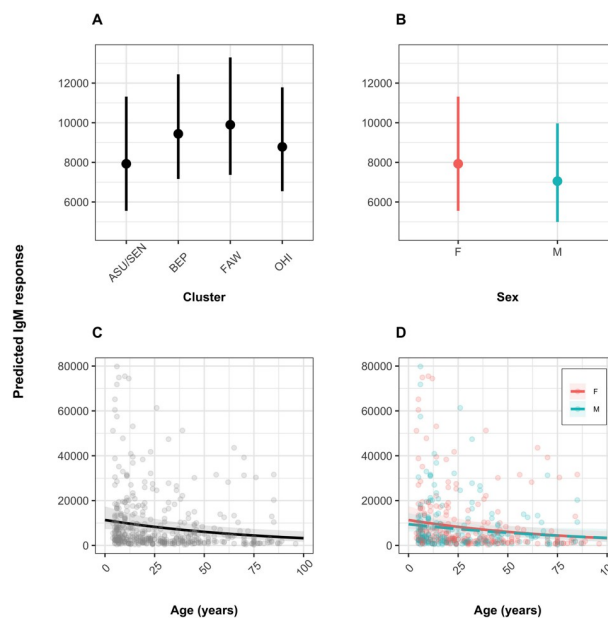 A
B
12000
10000
8000
6000
ASU/SEN
BEP
FAW
OHI
Cluster
12000
10000
8000
6000
F
M
Sex
Predicted IgM response
C
D
80000
60000
40000
20000
0
0
25
50
75
100
Age (years)
80000
60000
40000
20000
0
F
M
0
25
50
75
100
Age (years)